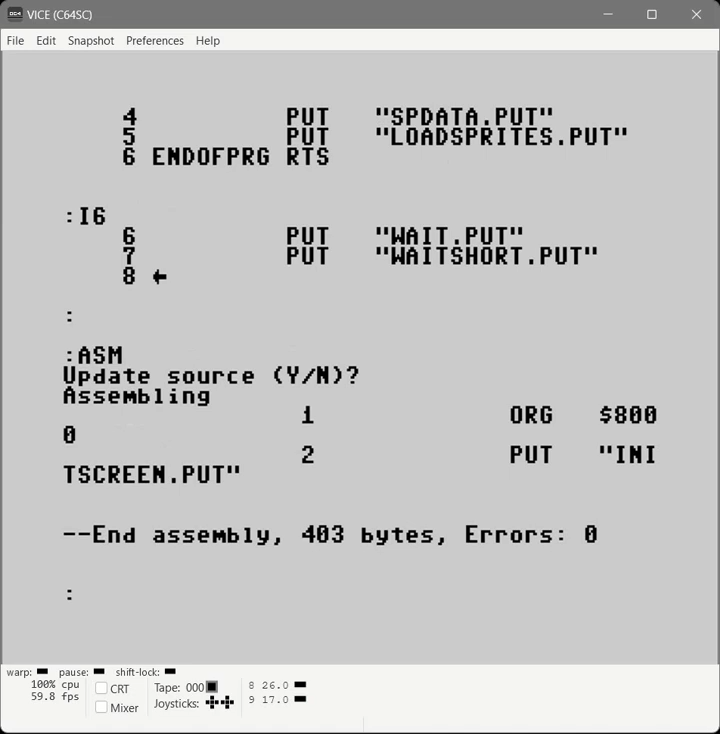 VICE (C64SC)
File Edit Snapshot Preferences Help
4 PUT "SPDATA.PUT"
5 PUT "LOADSPRITES.PUT"
6 ENDOFPRG RTS
:I6
6 PUT "WAIT.PUT"
7 PUT "WAITSHORT.PUT"
8 ←
:
:ASM
Update source (Y/N)?
Assembling
1 ORG $800
0
2 PUT "INI
TSCREEN.PUT"
--End assembly, 403 bytes, Errors: 0
:
warp: pause: shift-lock:
100% cpu CRT Tape: 000 8 26.0
59.8 fps Mixer Joysticks: 9 17.0